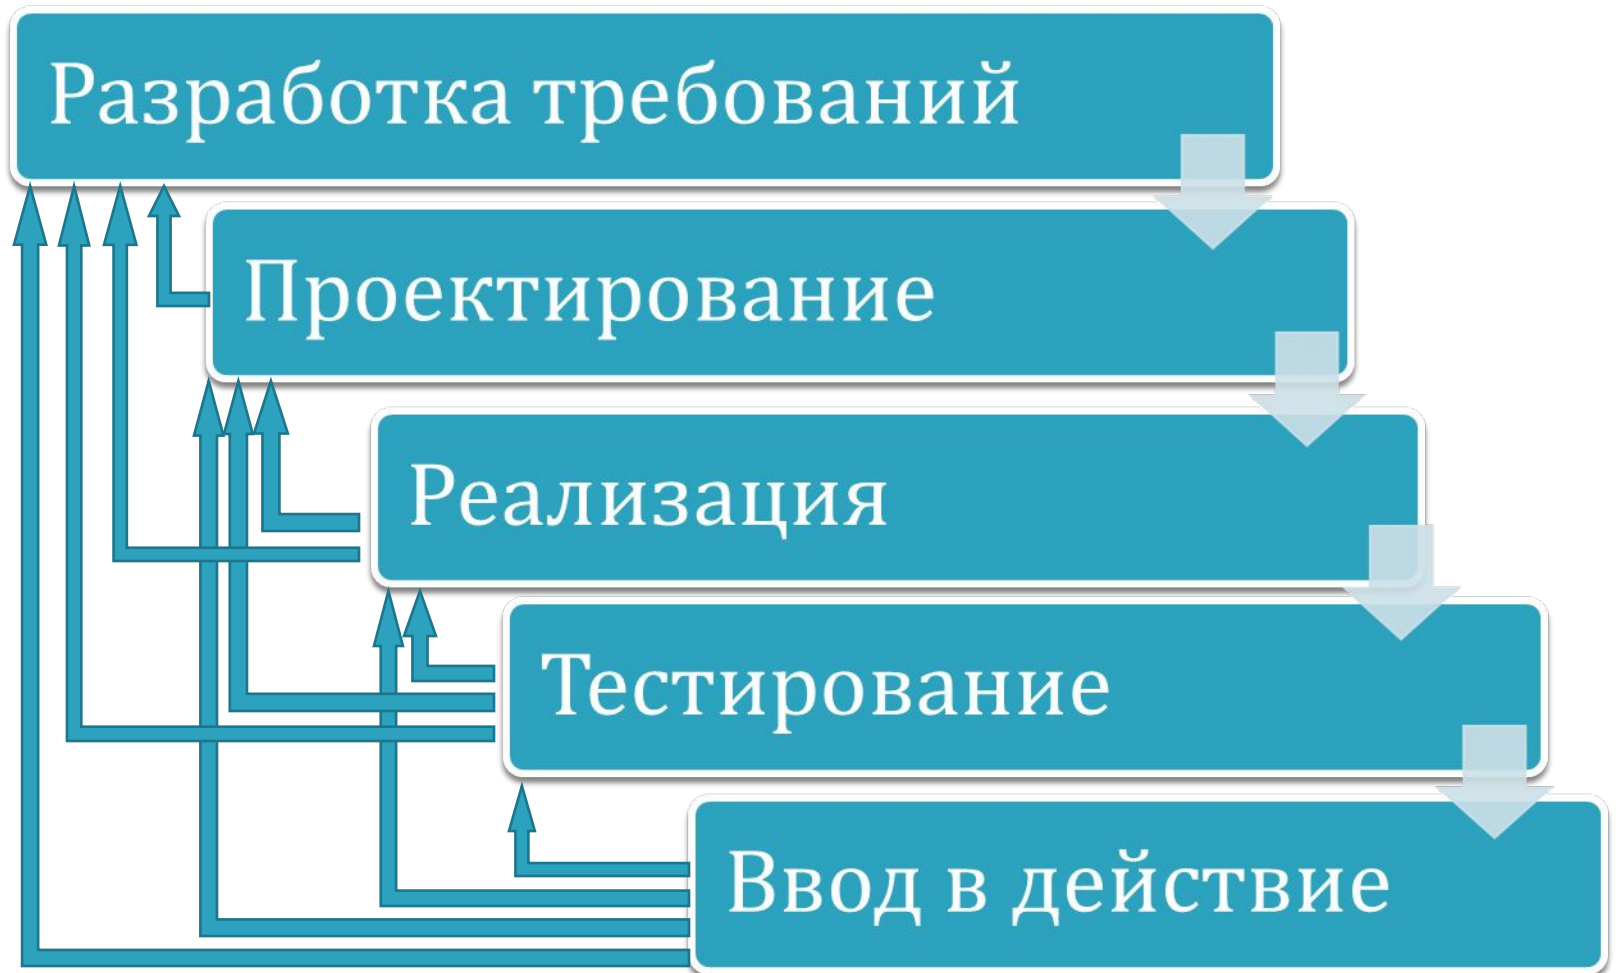 Разработка требований
Проектирование
Реализация
Тестирование
Ввод в действие